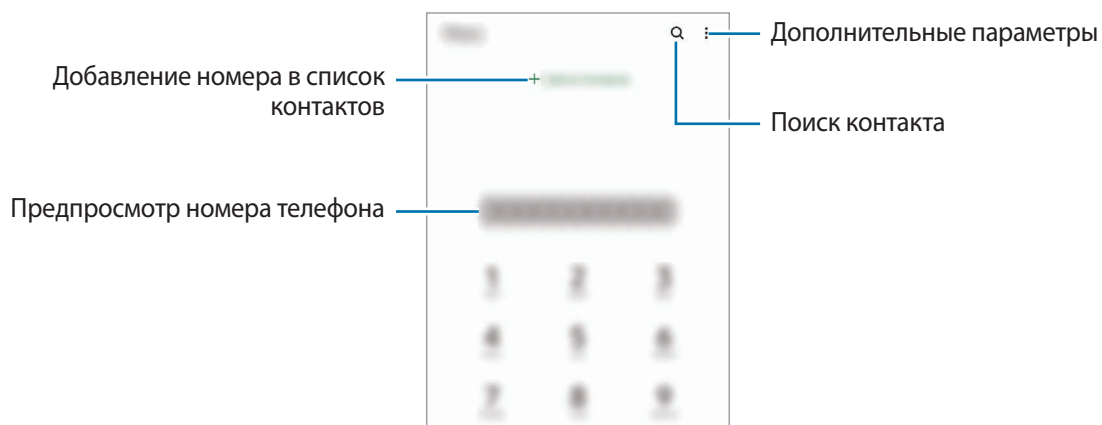 Дополнительные параметры
Добавление номера в список
контактов
Поиск контакта
Предпросмотр номера телефона
1 2 3
4 5 6
7 8 9